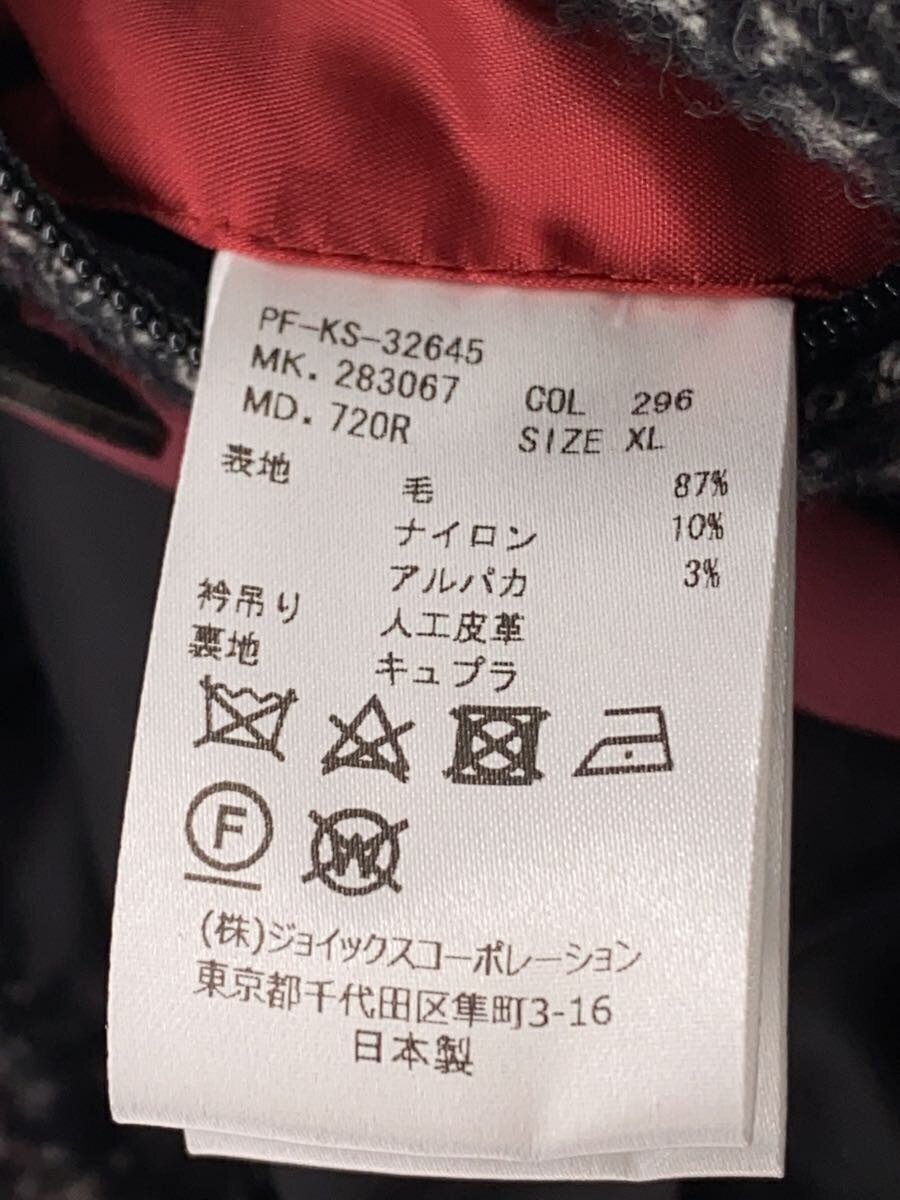 PF-KS-32645
MK. 283067 COL 296
MD. 720R SIZE XL
表地 毛 87%
ナイロン 10%
アルパカ 3%
衿吊り 人工皮革
裏地 キュプラ
F
W
(株)ジョイックスコーポレーション
東京都千代田区隼町3-16
日本製